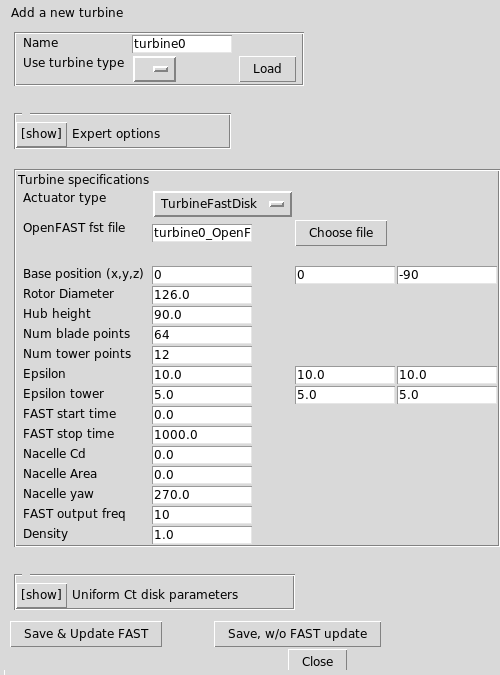 Add a new turbine
Name turbine0
Use turbine type Load
[show] Expert options
Turbine specifications
Actuator type TurbineFastDisk
OpenFAST fst file turbine0_OpenF Choose file
Base position (x,y,z) 0 0 -90
Rotor Diameter 126.0
Hub height 90.0
Num blade points 64
Num tower points 12
Epsilon 10.0 10.0 10.0
Epsilon tower 5.0 5.0 5.0
FAST start time 0.0
FAST stop time 1000.0
Nacelle Cd 0.0
Nacelle Area 0.0
Nacelle yaw 270.0
FAST output freq 10
Density 1.0
[show] Uniform Ct disk parameters
Save & Update FAST Save, w/o FAST update
Close